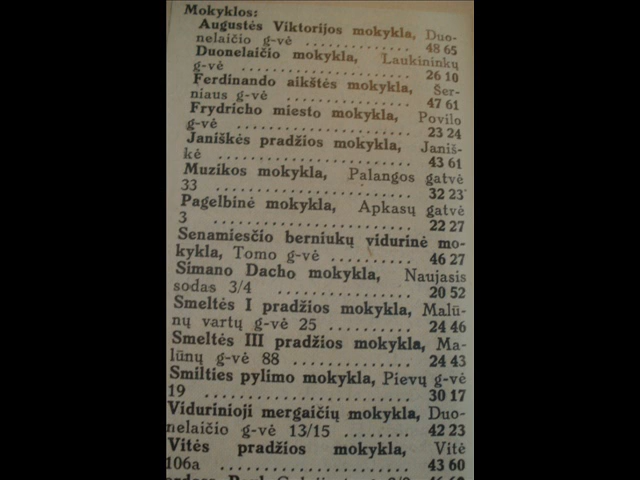 Mokyklos:
Augustės Viktorijos mokykla, Duo-
nelaičio g-vė .............. 48 65
Duonelaičio mokykla, Laukininkų
g-vė ...................... 26 10
Ferdinando aikštės mokykla, Šer-
niaus g-vė ................ 47 61
Frydricho miesto mokykla, Povilo
g-vė ...................... 23 24
Janiškės pradžios mokykla, Janiš-
kė ........................ 43 61
Muzikos mokykla, Palangos gatvė
33 ........................ 32 23
Pagelbinė mokykla, Apkasų gatvė
3 ......................... 22 27
Senamiesčio berniukų vidurinė mo-
kykla, Tomo g-vė .......... 46 27
Simano Dacho mokykla, Naujasis
sodas 3/4 ................. 20 52
Smeltės I pradžios mokykla, Malū-
nų vartų g-vė 25 .......... 24 46
Smeltės III pradžios mokykla, Ma-
lūnų g-vė 88 .............. 24 43
Smilties pylimo mokykla, Pievų g-vė
19 ........................ 30 17
Vidurinioji mergaičių mokykla, Duo-
nelaičio g-vė 13/15 ........ 42 23
Vitės pradžios mokykla, Vitė
106a ...................... 43 60